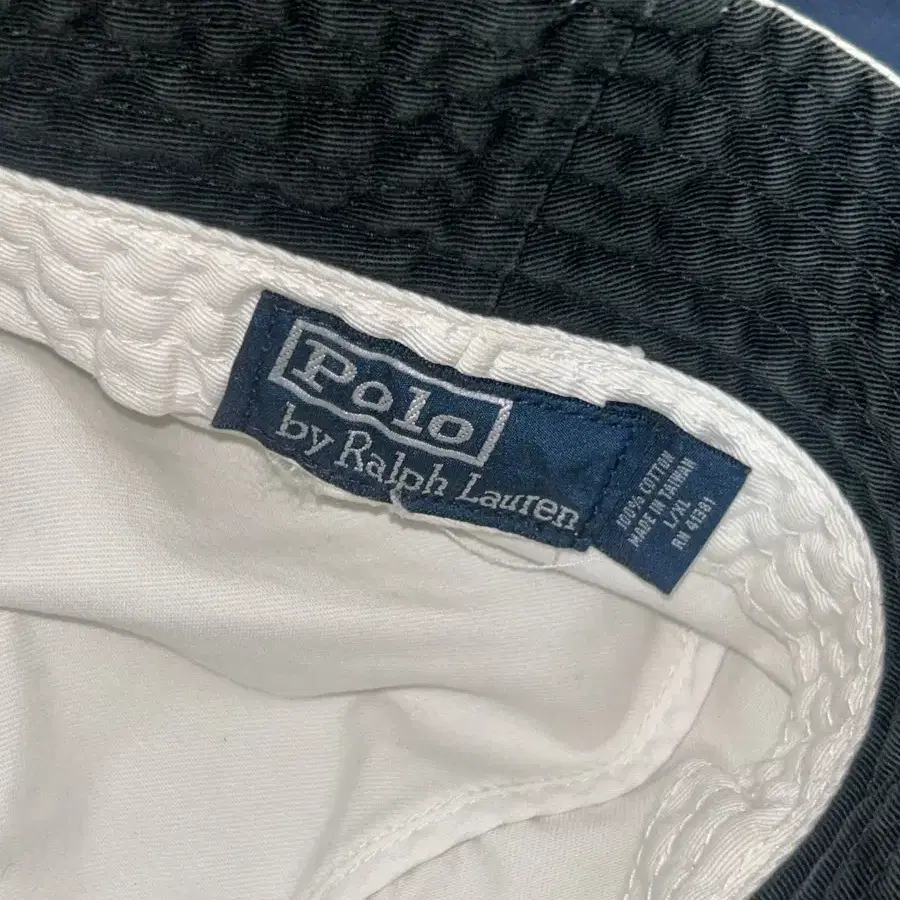 Polo
by Ralph Lauren
100% COTTON
MADE IN TAIWAN
L/XL
RN 41381